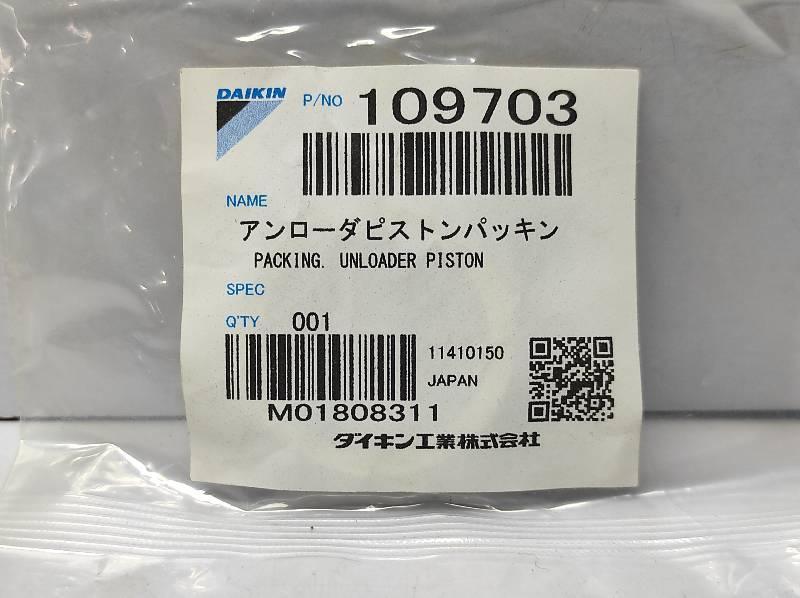 DAIKIN
P/NO 109703
NAME
アンローダピストンパッキン
PACKING. UNLOADER PISTON
SPEC
Q'TY 001
11410150
JAPAN
M01808311
ダイキン工業株式会社